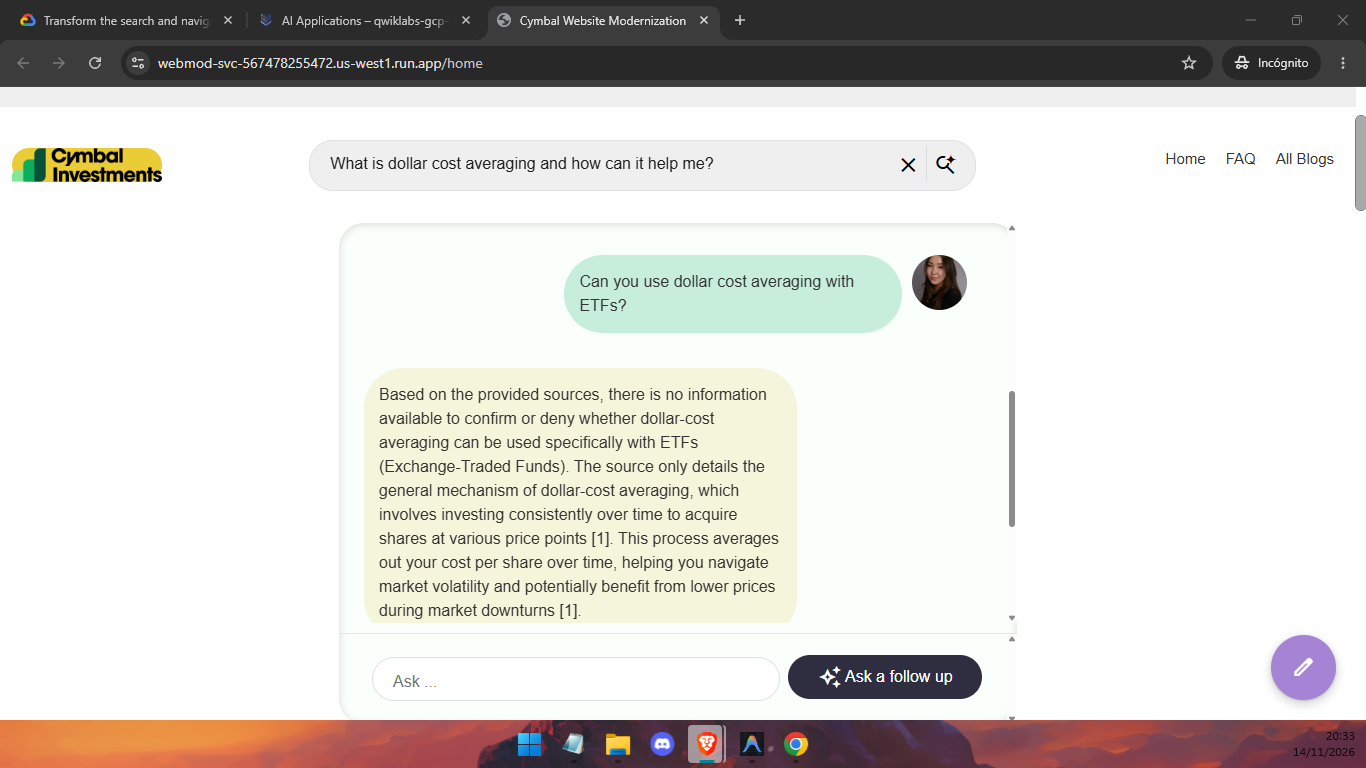 Transform the search and navig
AI Applications – qwiklabs-gcp-
Cymbal Website Modernization
webmod-svc-567478255472.us-west1.run.app/home
Incógnito
Cymbal
Investments
What is dollar cost averaging and how can it help me?
Home
FAQ
All Blogs
Can you use dollar cost averaging with
ETFs?
Based on the provided sources, there is no information
available to confirm or deny whether dollar-cost
averaging can be used specifically with ETFs
(Exchange-Traded Funds). The source only details the
general mechanism of dollar-cost averaging, which
involves investing consistently over time to acquire
shares at various price points [1]. This process averages
out your cost per share over time, helping you navigate
market volatility and potentially benefit from lower prices
during market downturns [1].
Ask ...
Ask a follow up
20:33
14/11/2026